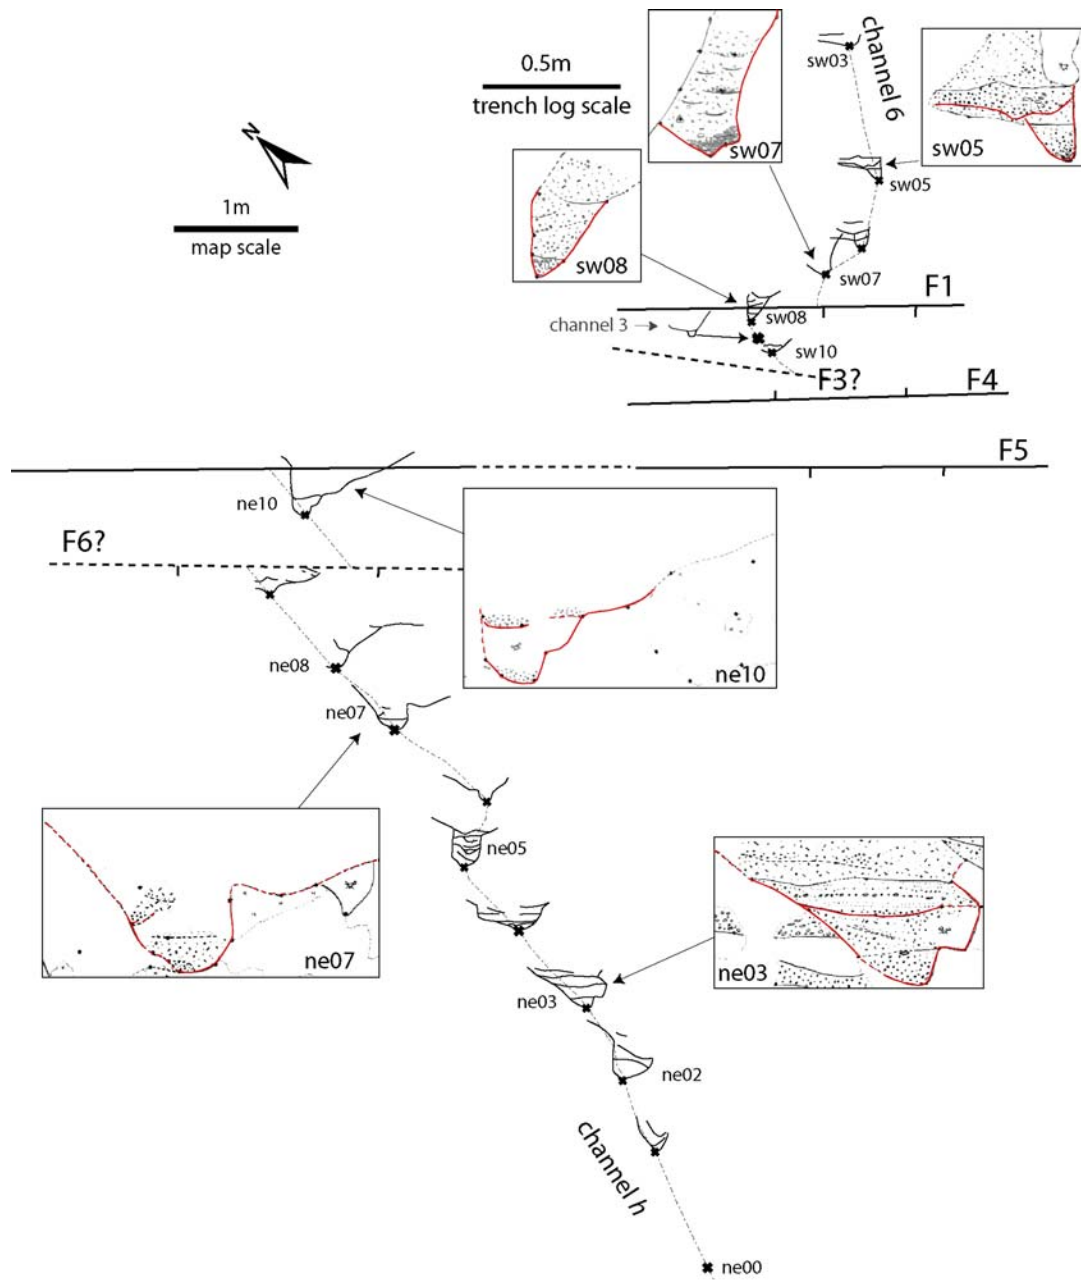 channel 6
sw03
0.5m
trench log scale
sw07
sw05
N
1m
map scale
sw08
sw05
sw07
F1
sw08
channel 3
sw10
F3?
F4
F5
ne10
F6?
ne08
ne10
ne07
ne05
ne07
ne03
ne03
ne02
channel h
ne00